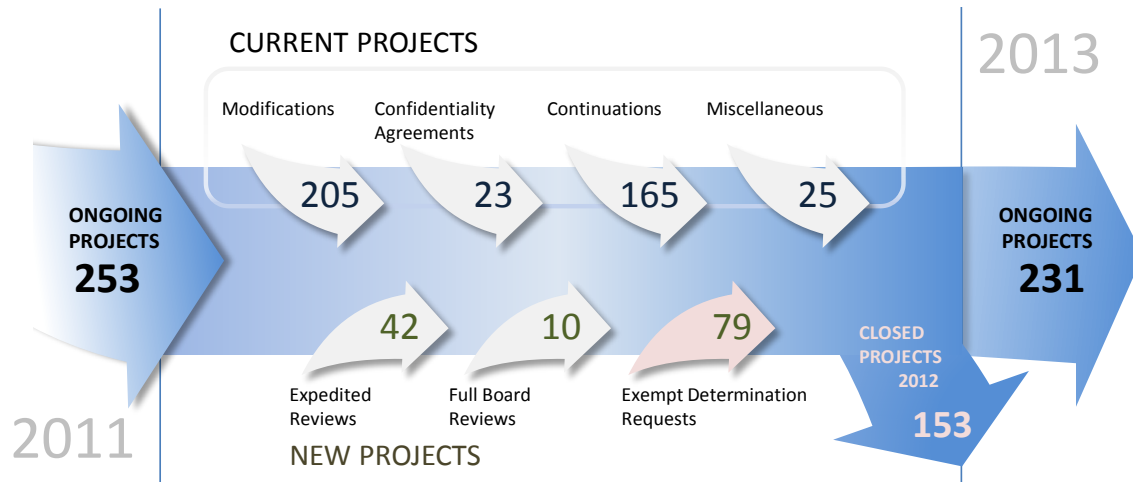 CURRENT PROJECTS
2013
Modifications
Confidentiality
Agreements
Continuations
Miscellaneous
205
23
165
25
ONGOING
PROJECTS
253
ONGOING
PROJECTS
231
42
10
79
CLOSED
PROJECTS
2012
153
Expedited
Reviews
Full Board
Reviews
Exempt Determination
Requests
2011
NEW PROJECTS